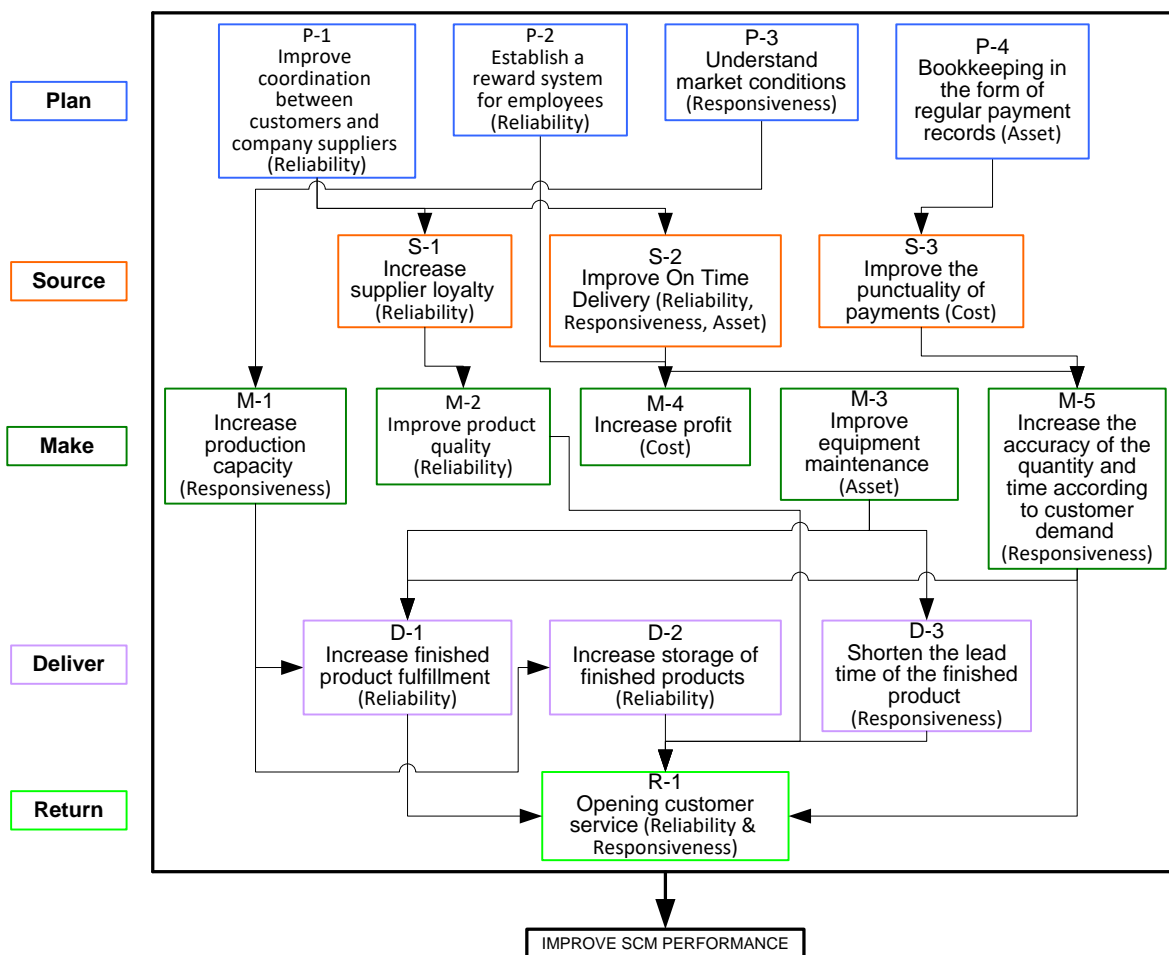 Plan
P-1
Improve
coordination
between
customers and
company suppliers
(Reliability)
P-2
Establish a
reward system
for employees
(Reliability)
P-3
Understand
market conditions
(Responsiveness)
P-4
Bookkeeping in
the form of
regular payment
records (Asset)
Source
S-1
Increase
supplier loyalty
(Reliability)
S-2
Improve On Time
Delivery (Reliability,
Responsiveness, Asset)
S-3
Improve the
punctuality of
payments (Cost)
Make
M-1
Increase
production
capacity
(Responsiveness)
M-2
Improve product
quality
(Reliability)
M-4
Increase profit
(Cost)
M-3
Improve
equipment
maintenance
(Asset)
M-5
Increase the
accuracy of the
quantity and
time according
to customer
demand
(Responsiveness)
Deliver
D-1
Increase finished
product fulfillment
(Reliability)
D-2
Increase storage of
finished products
(Reliability)
D-3
Shorten the lead
time of the finished
product
(Responsiveness)
Return
R-1
Opening customer
service (Reliability &
Responsiveness)
IMPROVE SCM PERFORMANCE